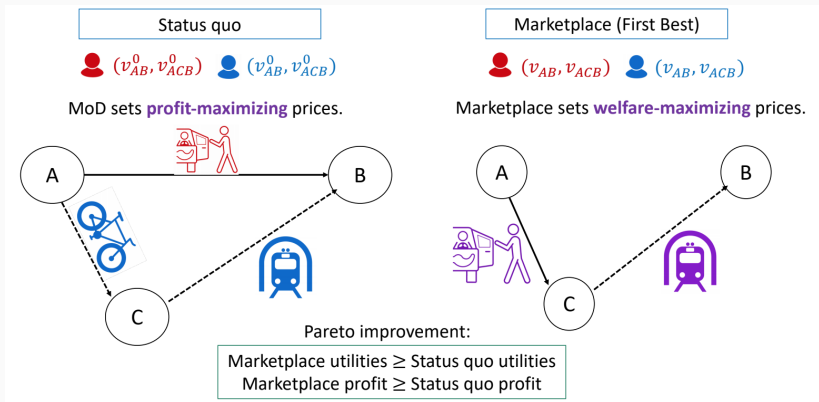 Status quo
(v⁰_AB, v⁰_ACB) (v⁰_AB, v⁰_ACB)
MoD sets profit-maximizing prices.
A
B
C
Marketplace (First Best)
(v_AB, v_ACB) (v_AB, v_ACB)
Marketplace sets welfare-maximizing prices.
A
B
C
Pareto improvement:
Marketplace utilities ≥ Status quo utilities
Marketplace profit ≥ Status quo profit